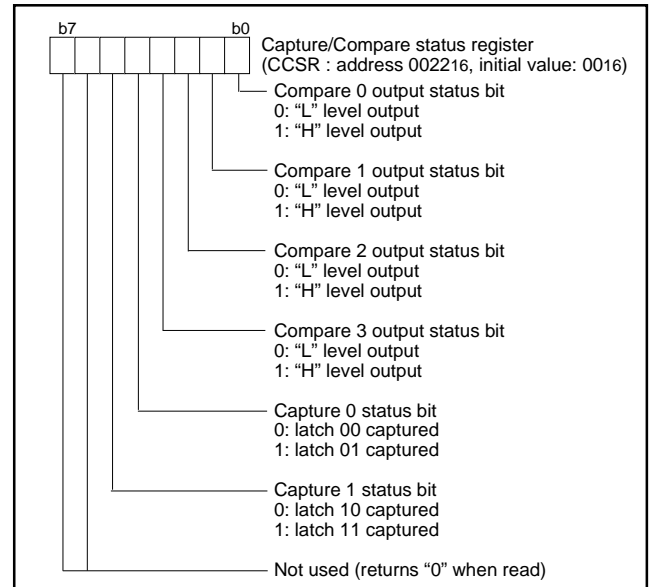 b7 b0
Capture/Compare status register
(CCSR : address 002216, initial value: 0016)
Compare 0 output status bit
0: “L” level output
1: “H” level output
Compare 1 output status bit
0: “L” level output
1: “H” level output
Compare 2 output status bit
0: “L” level output
1: “H” level output
Compare 3 output status bit
0: “L” level output
1: “H” level output
Capture 0 status bit
0: latch 00 captured
1: latch 01 captured
Capture 1 status bit
0: latch 10 captured
1: latch 11 captured
Not used (returns “0” when read)